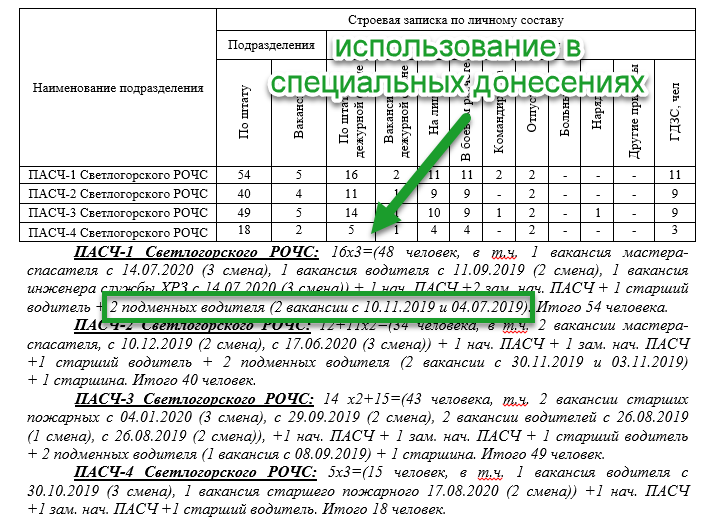 Строевая записка по личному составу
Наименование подразделения
Подразделения
использование в
специальных донесениях
По штату
По штату
дежурной
дежурной
На
В боевом
Командир
Отпус
Больн
Наряд
Другие
ГДЗС, чел
ПАСЧ-1 Светлогорского РОЧС 54 5 16 2 11 11 2 2 - - - 11
ПАСЧ-2 Светлогорского РОЧС 40 4 11 9 9 - 2 - - - 9
ПАСЧ-3 Светлогорского РОЧС 49 5 14 10 9 1 2 - 1 - 9
ПАСЧ-4 Светлогорского РОЧС 18 2 5 1 4 4 - 2 - - - 3
ПАСЧ-1 Светлогорского РОЧС: 16х3=(48 человек, в т.ч. 1 вакансия мастера-
спасателя с 14.07.2020 (3 смена), 1 вакансия водителя с 11.09.2019 (2 смена), 1 вакансия
инженера службы ХРЗ с 14.07.2020 (3 смена)) + 1 нач. ПАСЧ +2 зам. нач. ПАСЧ + 1 старший
водитель + 2 подменных водителя (2 вакансии с 10.11.2019 и 04.07.2019). Итого 54 человека.
ПАСЧ-2 Светлогорского РОЧС: 12+11х2=(34 человека, в т.ч. 2 вакансии мастера-
спасателя, с 10.12.2019 (2 смена), с 17.06.2020 (3 смена)) + 1 нач. ПАСЧ + 1 зам. нач. ПАСЧ
+1 старший водитель + 2 подменных водителя (2 вакансии с 30.11.2019 и 03.11.2019)
+ 1 старшина. Итого 40 человек.
ПАСЧ-3 Светлогорского РОЧС: 14 х2+15=(43 человека, т.ч, 2 вакансии старших
пожарных с 04.01.2020 (3 смена), с 29.09.2019 (2 смена), 2 вакансии водителей с 26.08.2019
(1 смена), с 26.08.2019 (2 смена)), +1 нач. ПАСЧ + 1 зам. нач. ПАСЧ + 1 старший водитель
+ 2 подменных водителя (1 вакансия с 08.09.2019) + 1 старшина. Итого 49 человек.
ПАСЧ-4 Светлогорского РОЧС: 5х3=(15 человек, в т.ч. 1 вакансия водителя с
30.10.2019 (3 смена), 1 вакансия старшего пожарного 17.08.2020 (2 смена)) +1 нач. ПАСЧ
+1 зам. нач. ПАСЧ +1 старший водитель. Итого 18 человек.